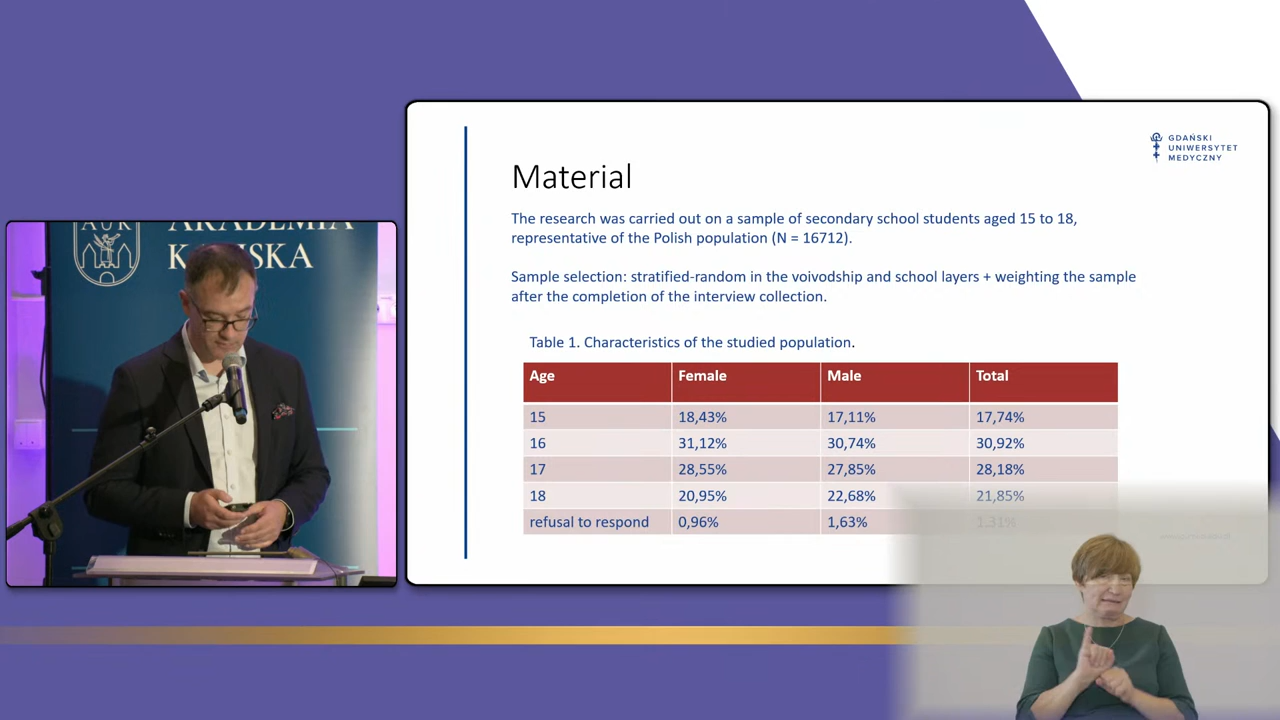 AUK
AKADEMIA
GDAŃSKI
UNIWERSYTET
MEDYCZNY
Material
The research was carried out on a sample of secondary school students aged 15 to 18,
representative of the Polish population (N = 16712).
Sample selection: stratified-random in the voivodship and school layers + weighting the sample
after the completion of the interview collection.
Table 1. Characteristics of the studied population.
Age Female Male Total
15 18,43% 17,11% 17,74%
16 31,12% 30,74% 30,92%
17 28,55% 27,85% 28,18%
18 20,95% 22,68% 21,85%
refusal to respond 0,96% 1,63% 1.31%